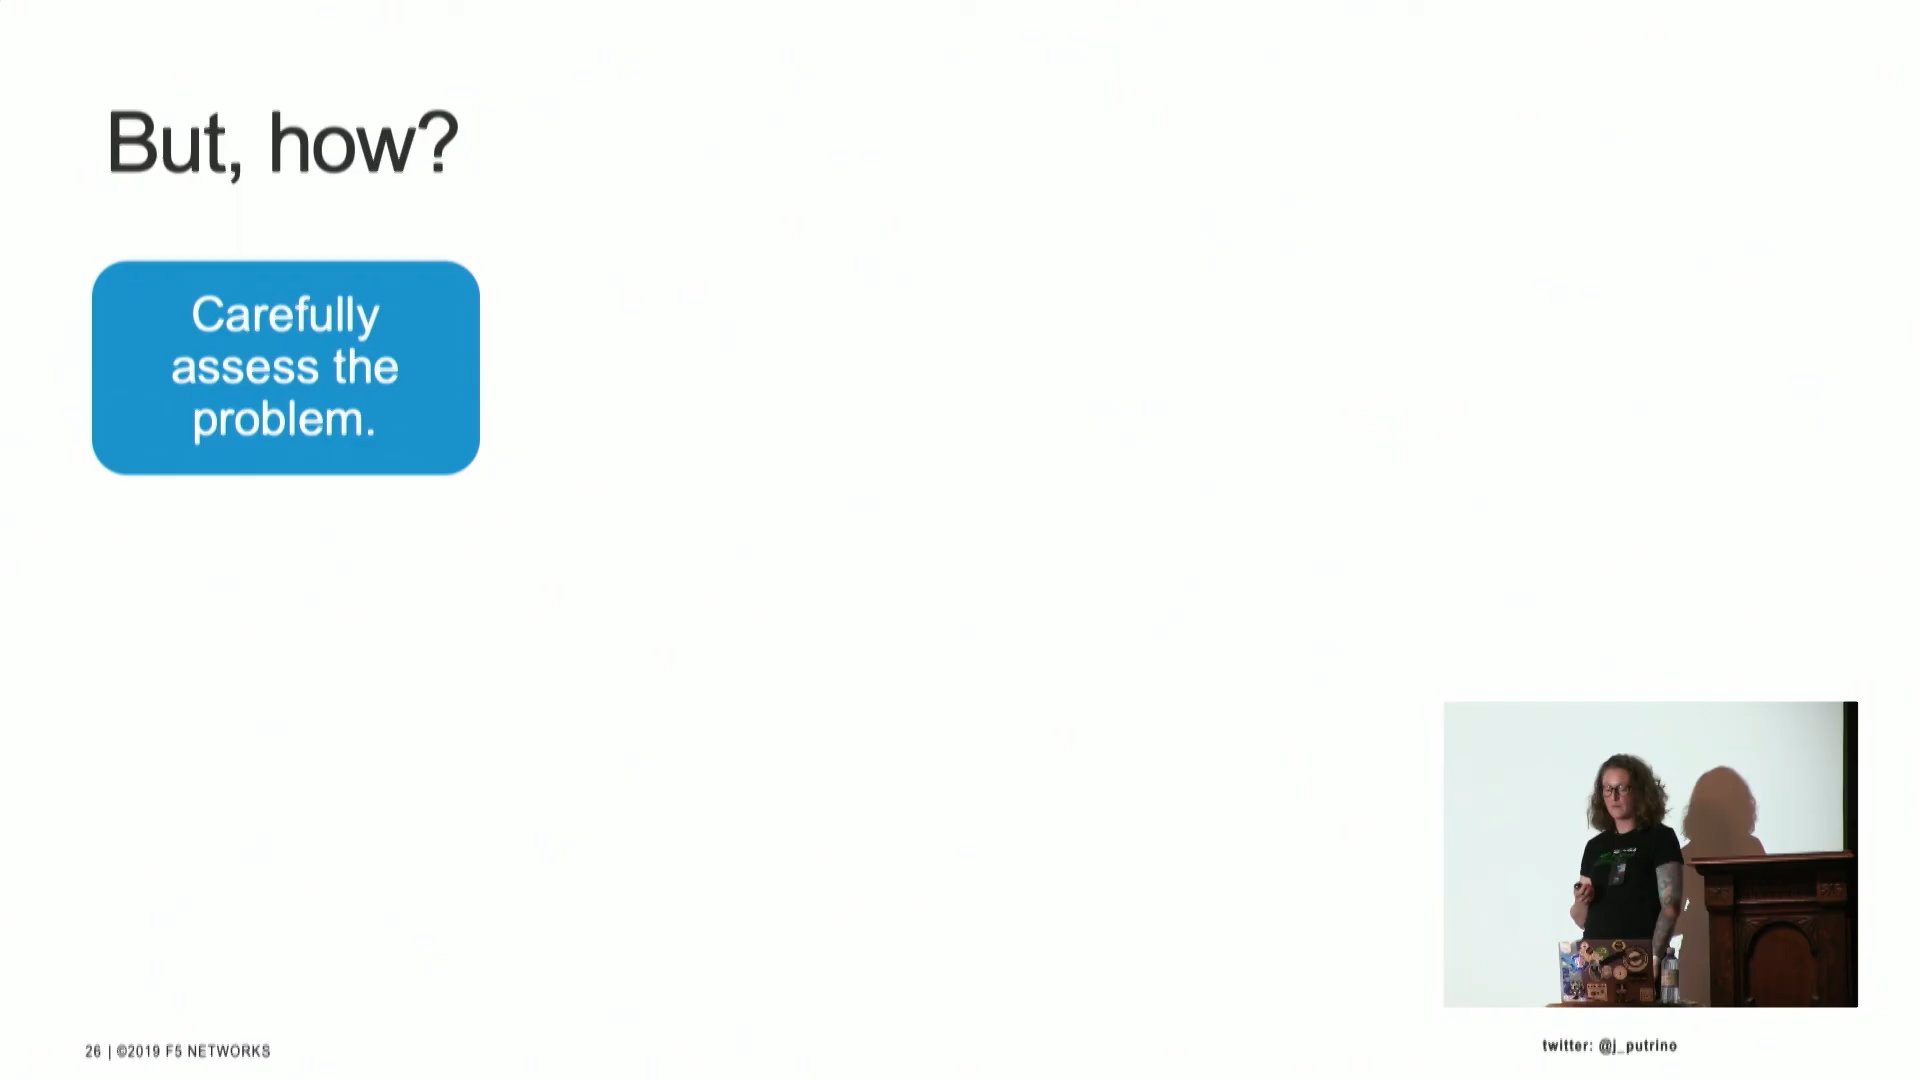 But, how?
Carefully
assess the
problem.
26 | ©2019 F5 NETWORKS
twitter: @j_putrino